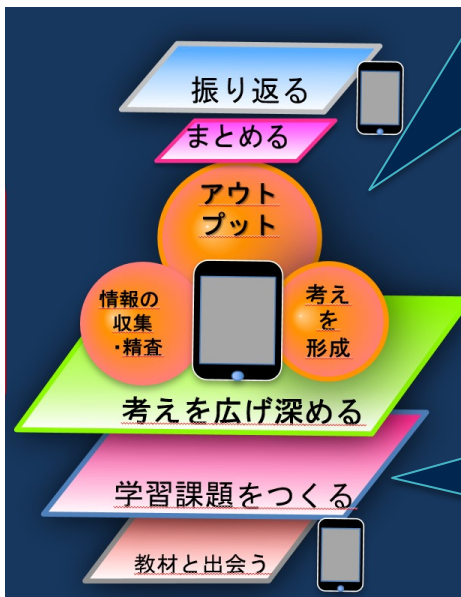 振り返る
まとめる
アウト
プット
情報の
収集
・精査
考え
を
形成
考えを広げ深める
学習課題をつくる
教材と出会う